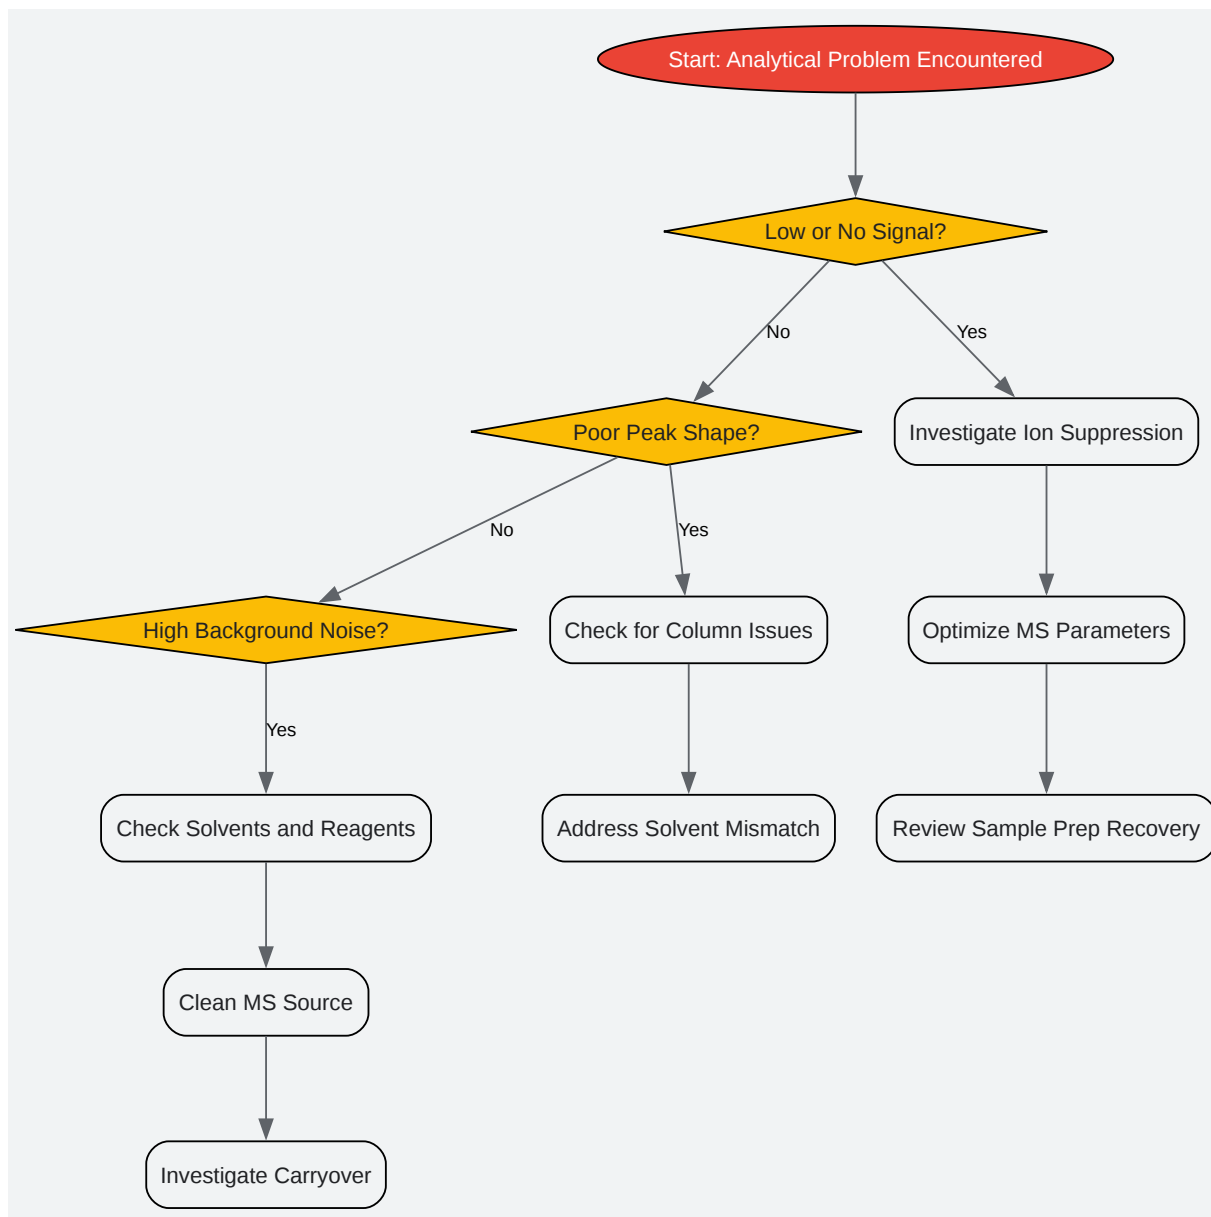 Start: Analytical Problem Encountered
Low or No Signal?
No
Yes
Poor Peak Shape?
Investigate Ion Suppression
No
Yes
High Background Noise?
Check for Column Issues
Optimize MS Parameters
Yes
Check Solvents and Reagents
Address Solvent Mismatch
Review Sample Prep Recovery
Clean MS Source
Investigate Carryover